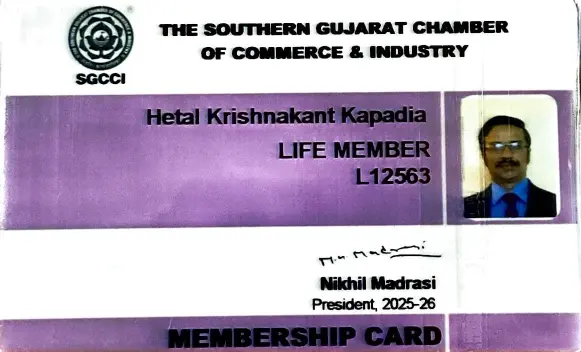 THE SOUTHERN GUJARAT CHAMBER
OF COMMERCE & INDUSTRY
SGCCI
Hetal Krishnakant Kapadia
LIFE MEMBER
L12563
M.N. Madrasi
Nikhil Madrasi
President, 2025-26
MEMBERSHIP CARD